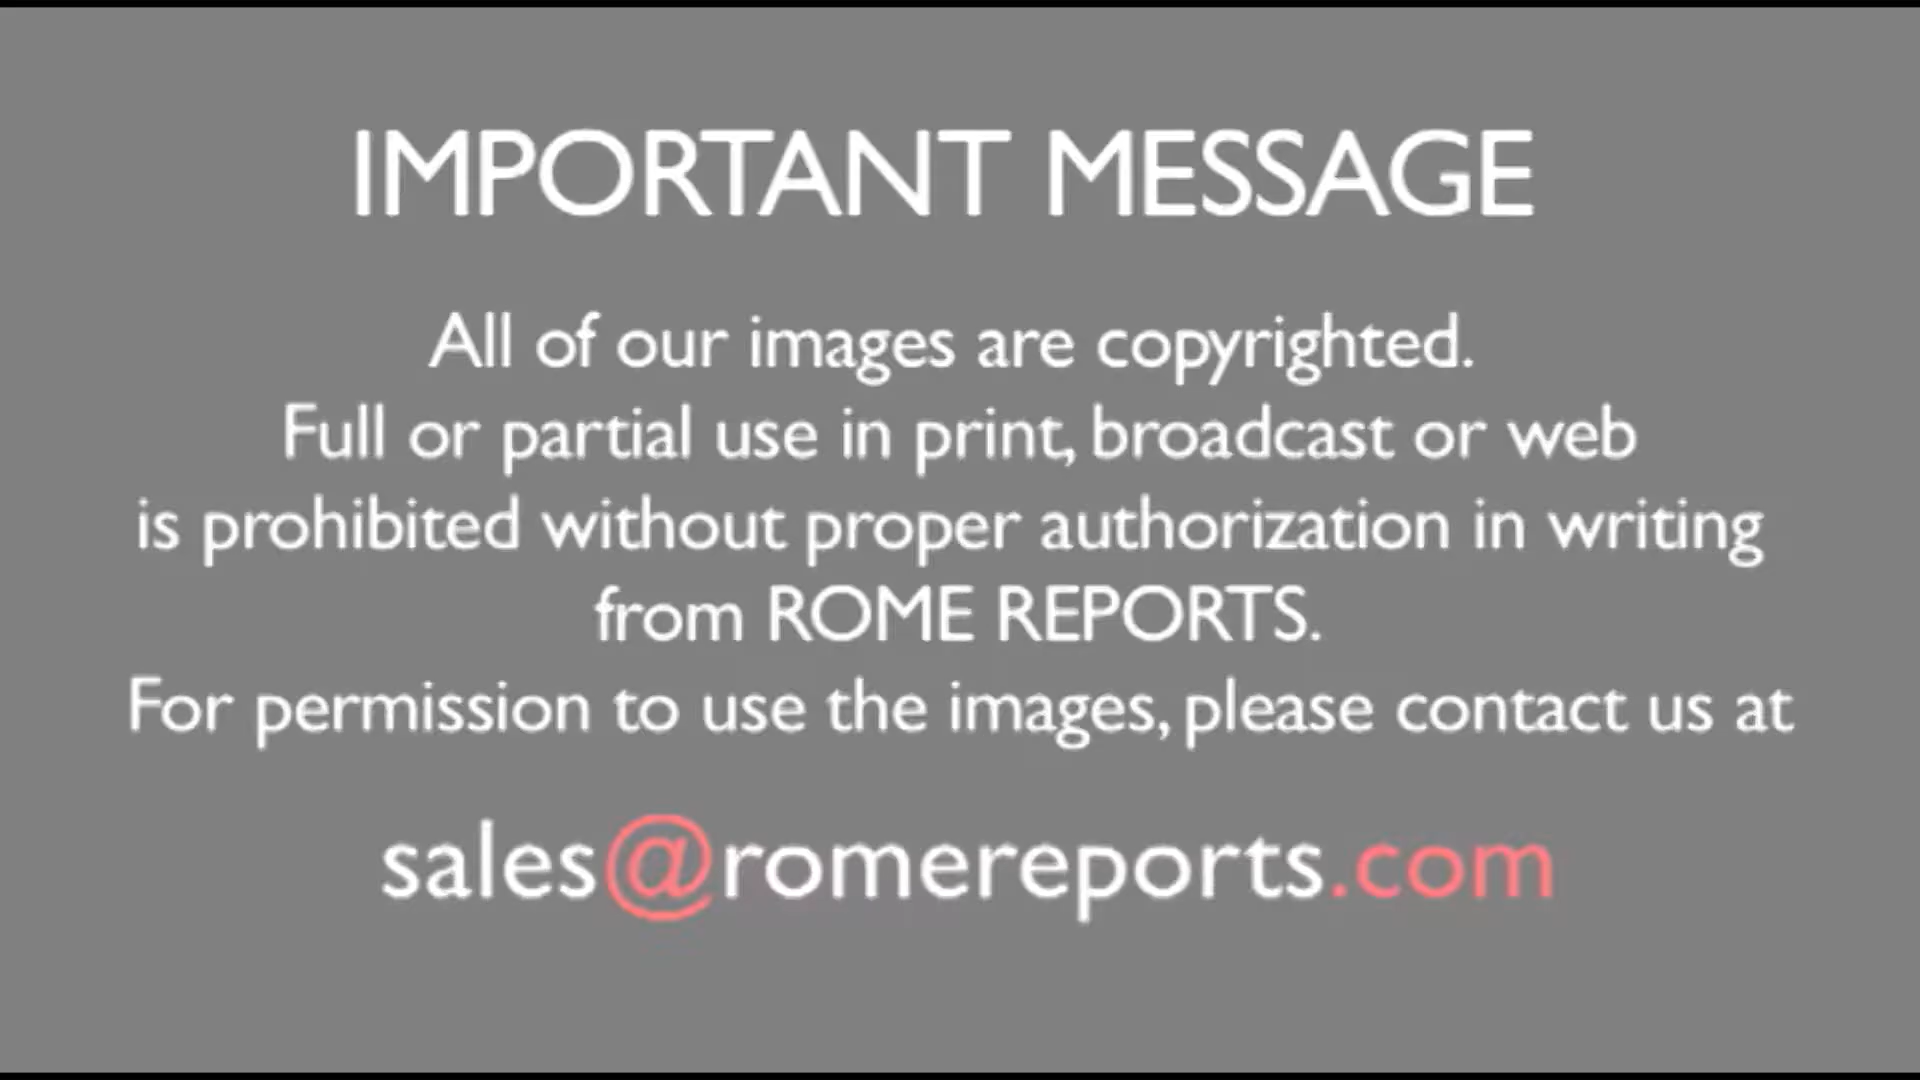 IMPORTANT MESSAGE
All of our images are copyrighted.
Full or partial use in print, broadcast or web
is prohibited without proper authorization in writing
from ROME REPORTS.
For permission to use the images, please contact us at
sales@romereports.com